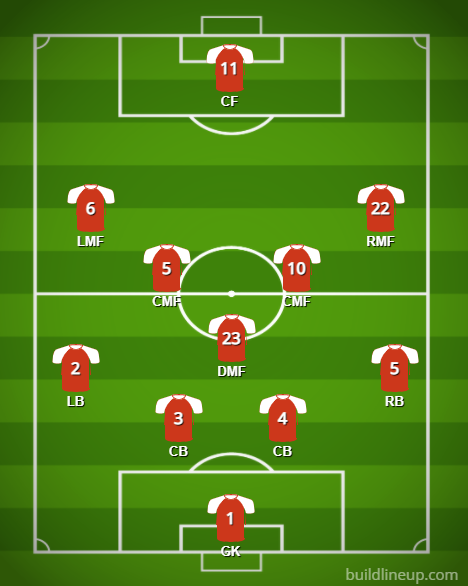 11
CF
6
LMF
22
RMF
5
CMF
10
CMF
23
DMF
2
LB
5
RB
3
CB
4
CB
1
GK
buildlineup.com